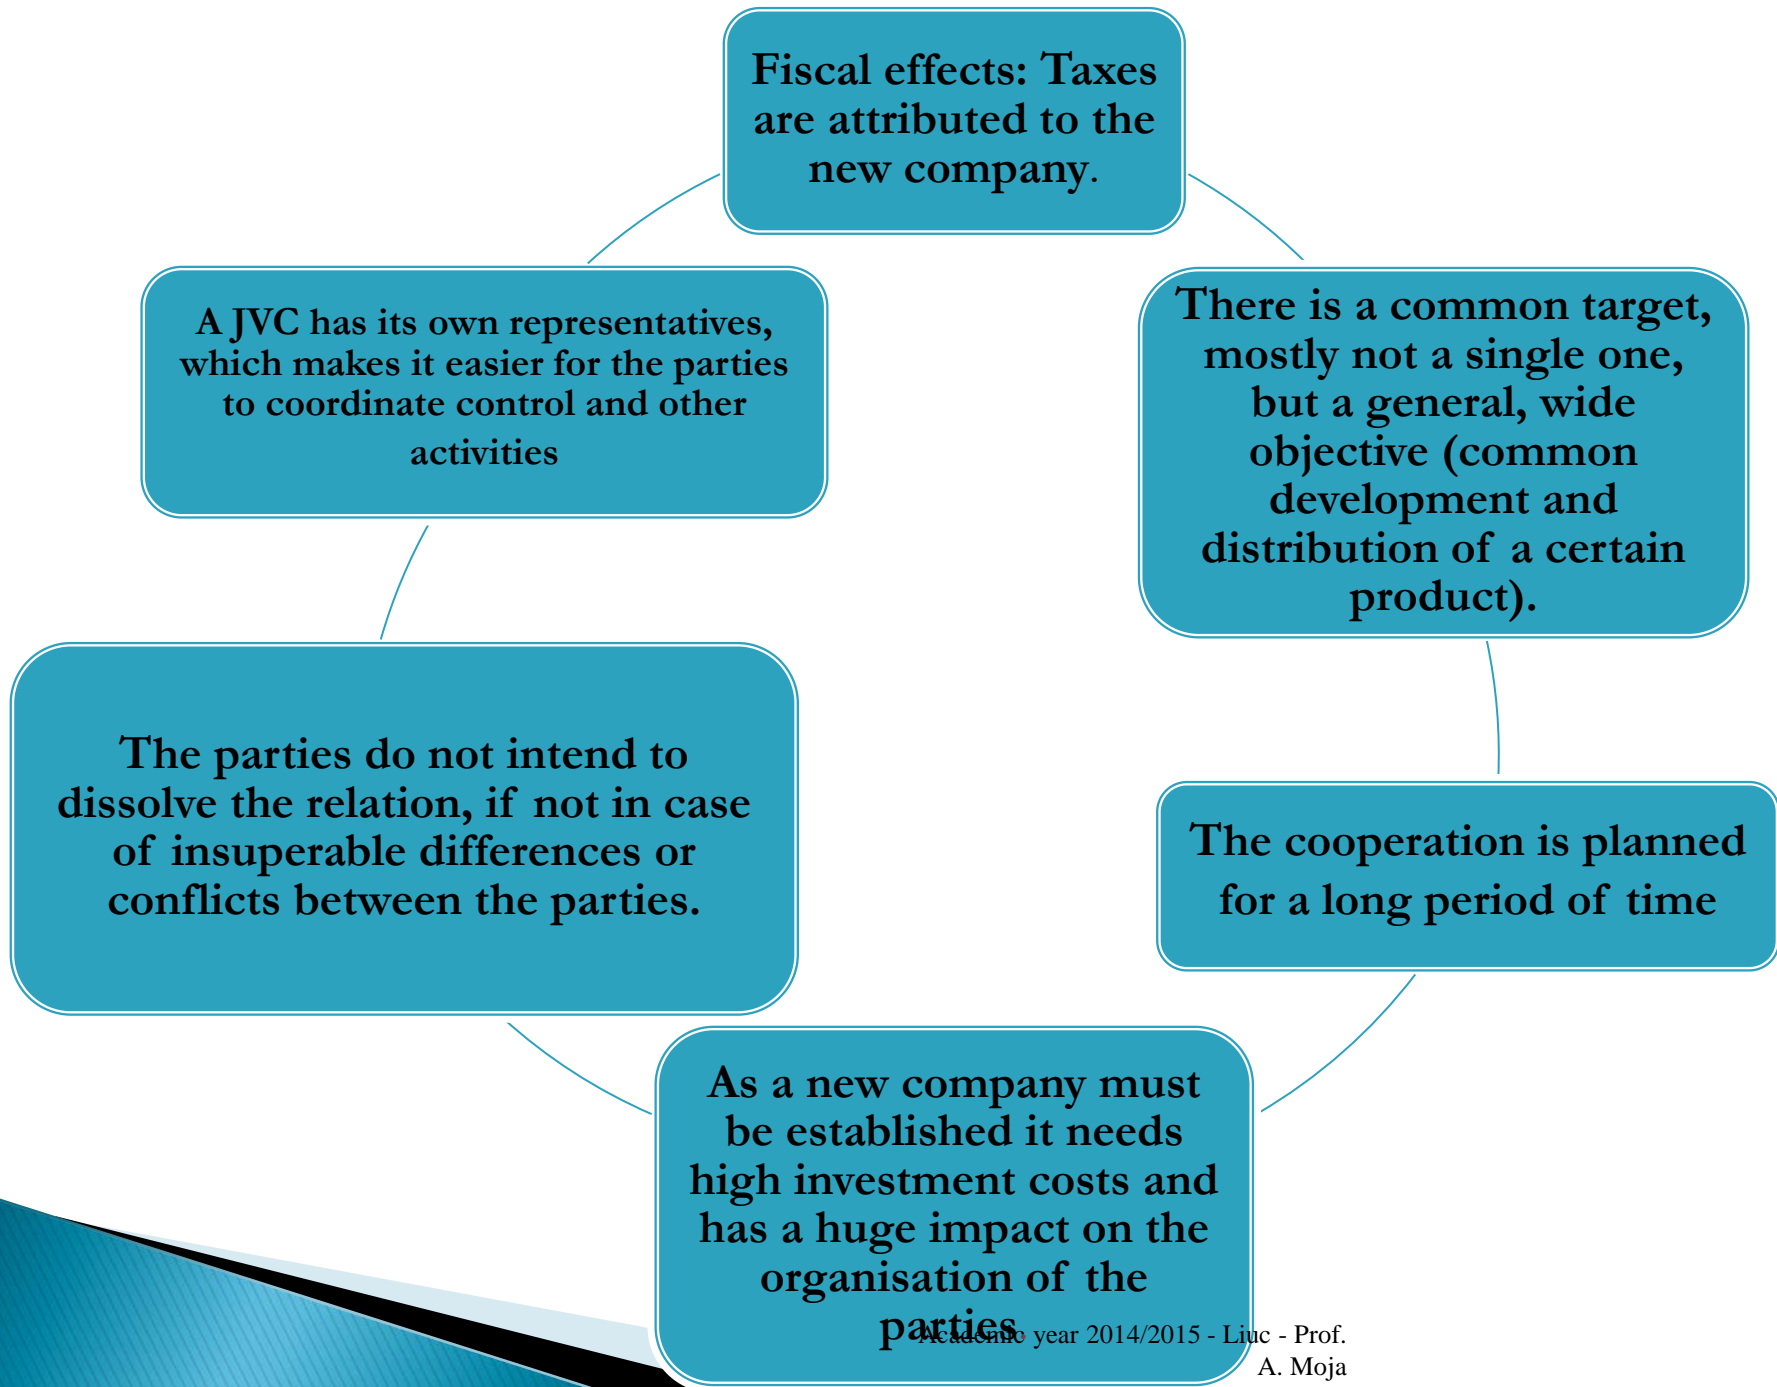 Fiscal effects: Taxes
are attributed to the
new company.
There is a common target,
mostly not a single one,
but a general, wide
objective (common
development and
distribution of a certain
product).
The cooperation is planned
for a long period of time
As a new company must
be established it needs
high investment costs and
has a huge impact on the
organisation of the
parties.
The parties do not intend to
dissolve the relation, if not in case
of insuperable differences or
conflicts between the parties.
A JVC has its own representatives,
which makes it easier for the parties
to coordinate control and other
activities
Academic year 2014/2015 - Liuc - Prof.
A. Moja